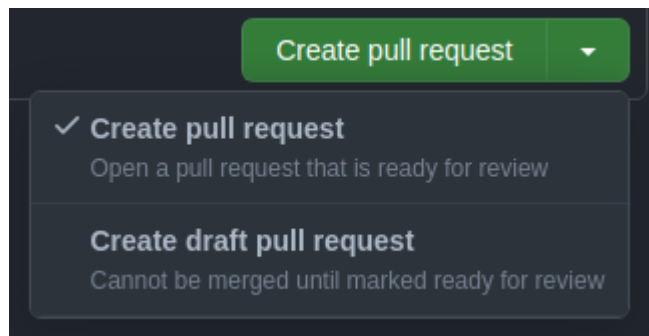 Create pull request
Create pull request
Open a pull request that is ready for review
Create draft pull request
Cannot be merged until marked ready for review